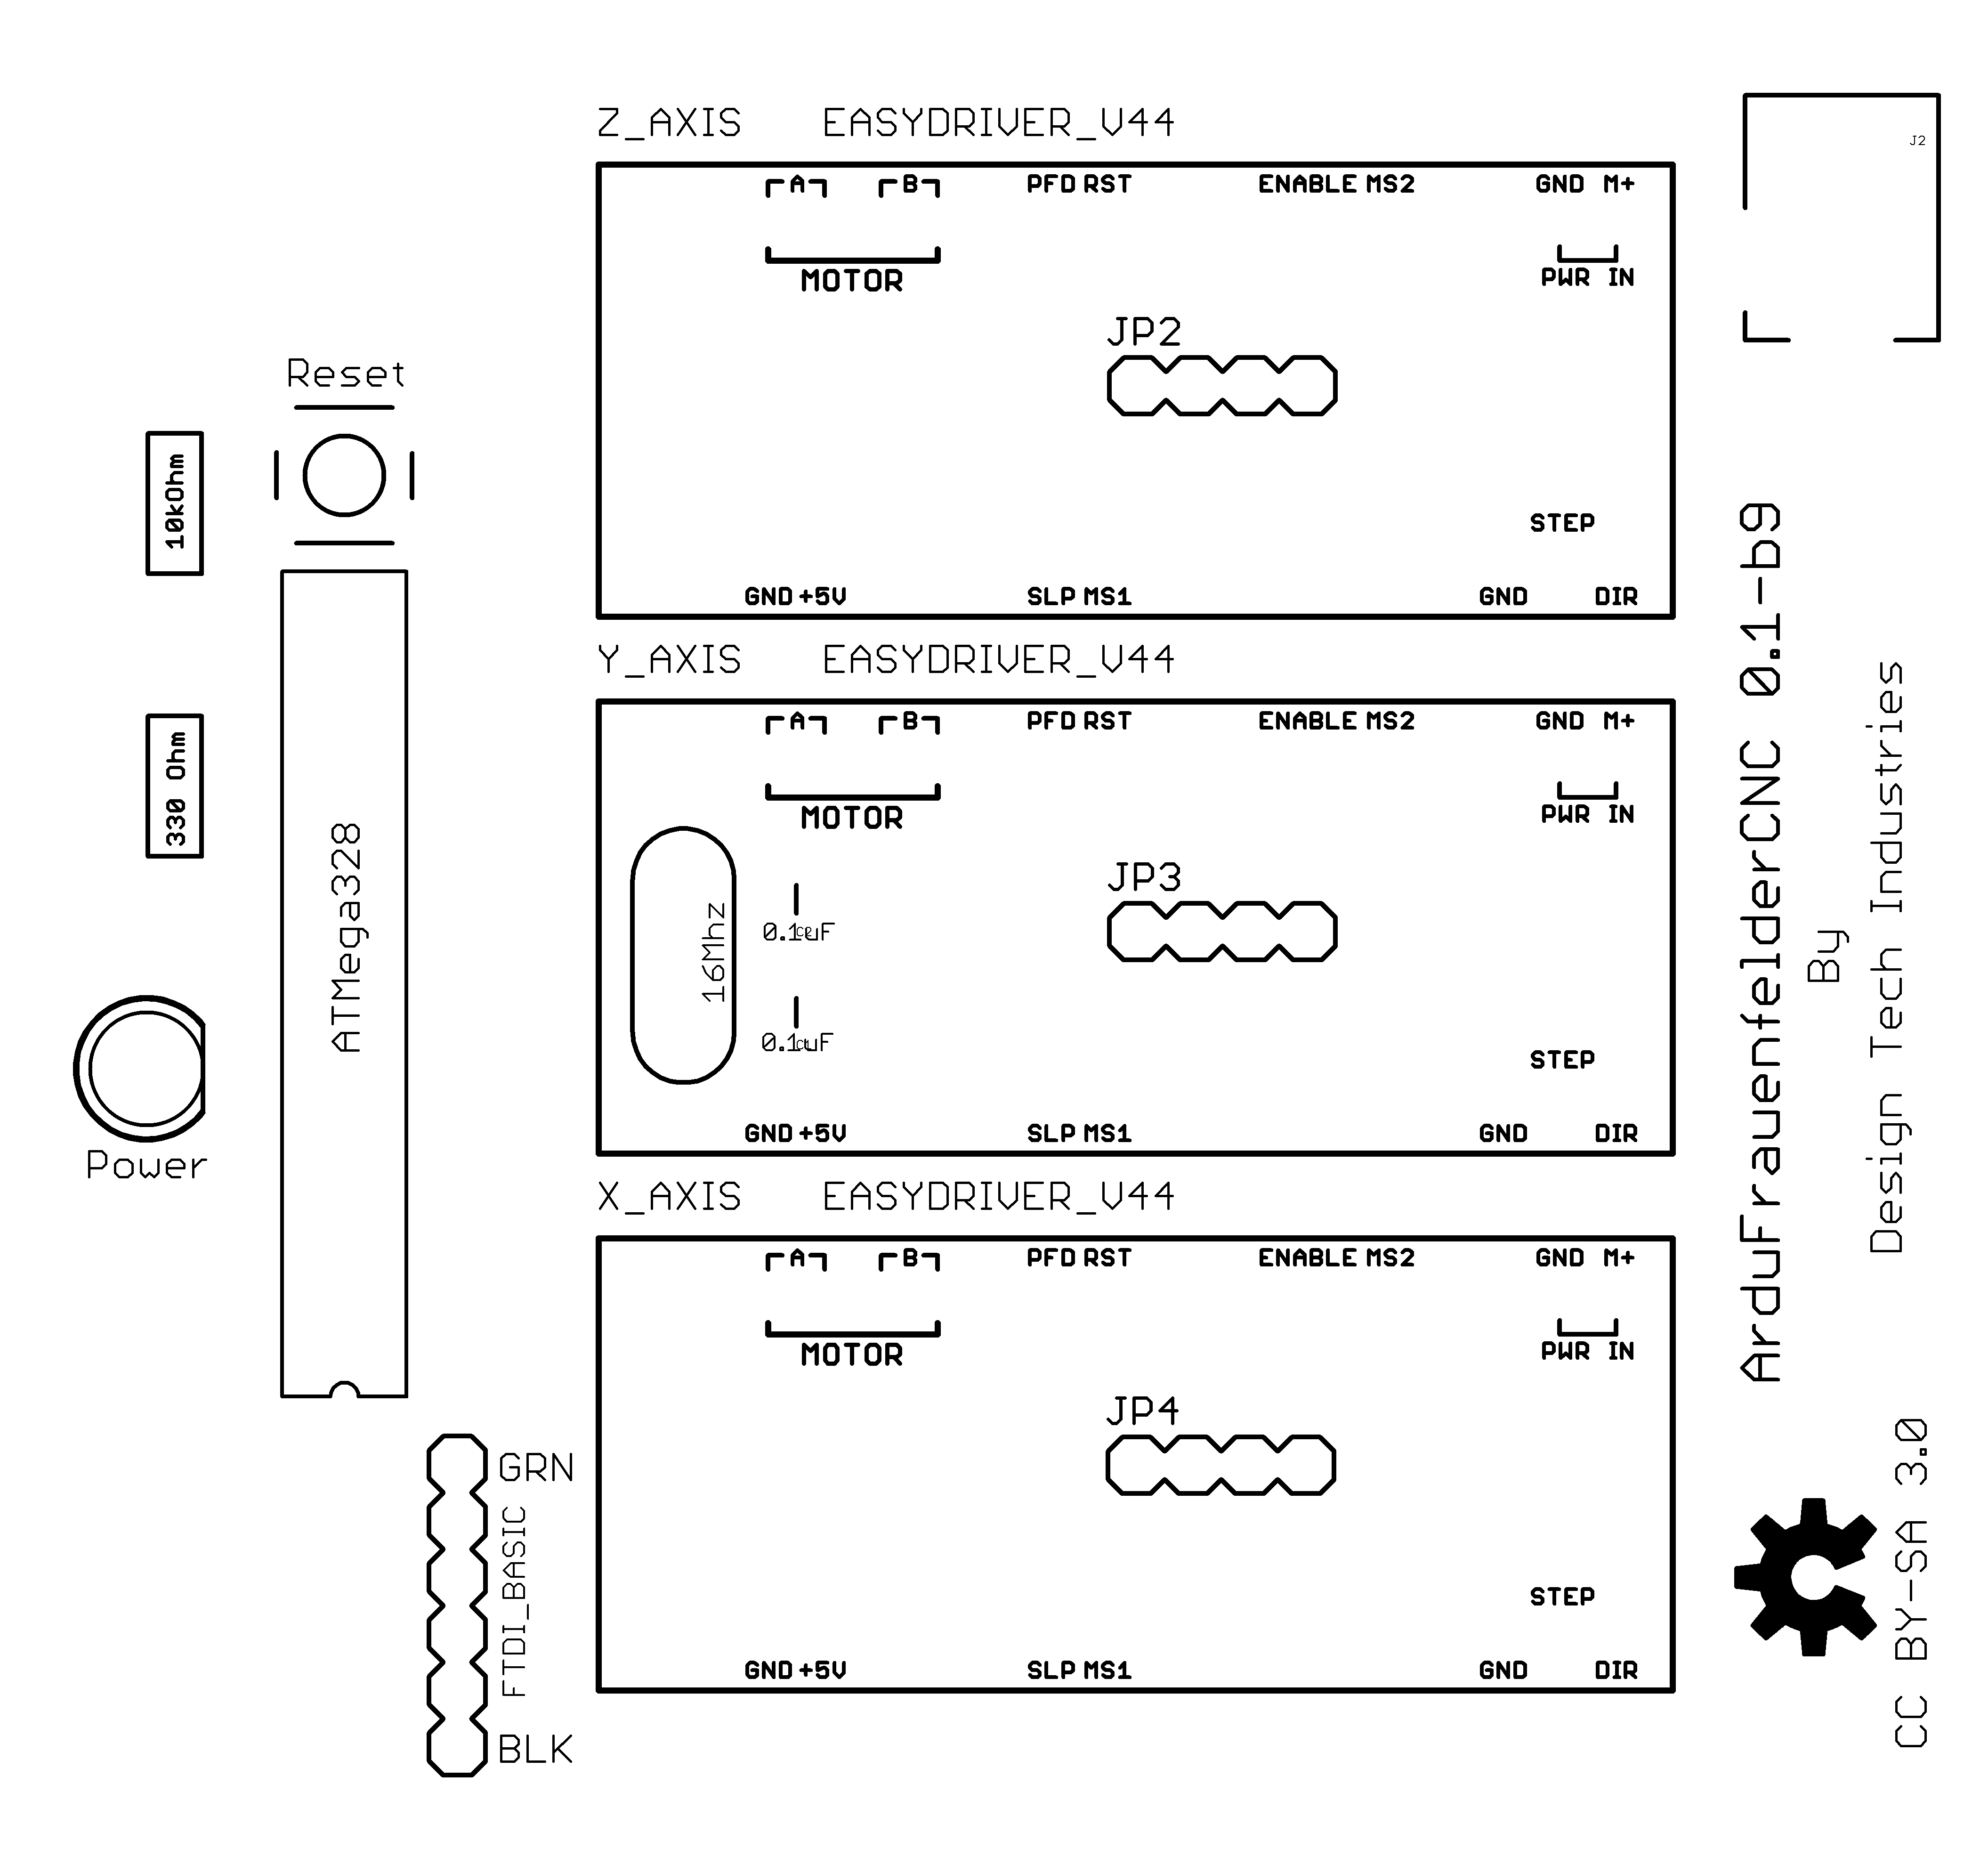 Z_AXIS EASYDRIVER_V44
A B PFD RST ENABLE MS2 GND M+
MOTOR PWR IN
JP2
STEP
GND +5V SLP MS1 GND DIR
J2
Reset
10kOhm
330 Ohm
ATMega328
Power
Y_AXIS EASYDRIVER_V44
A B PFD RST ENABLE MS2 GND M+
MOTOR PWR IN
JP3
16Mhz
0.1uF
0.1uF
STEP
GND +5V SLP MS1 GND DIR
X_AXIS EASYDRIVER_V44
A B PFD RST ENABLE MS2 GND M+
MOTOR PWR IN
JP4
STEP
GND +5V SLP MS1 GND DIR
GRN
FTDI_BASIC
BLK
ArduFrauenfelderCNC 0.1-b9
By
Design Tech Industries
CC BY-SA 3.0